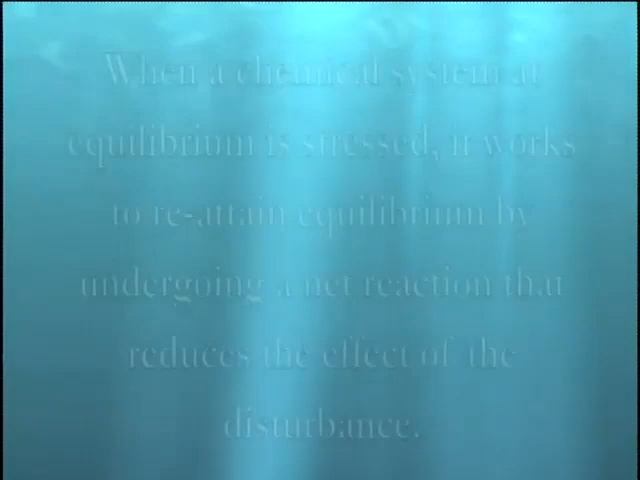 When a chemical system at
equilibrium is stressed, it works
to re-attain equilibrium by
undergoing a net reaction that
reduces the effect of the
disturbance.